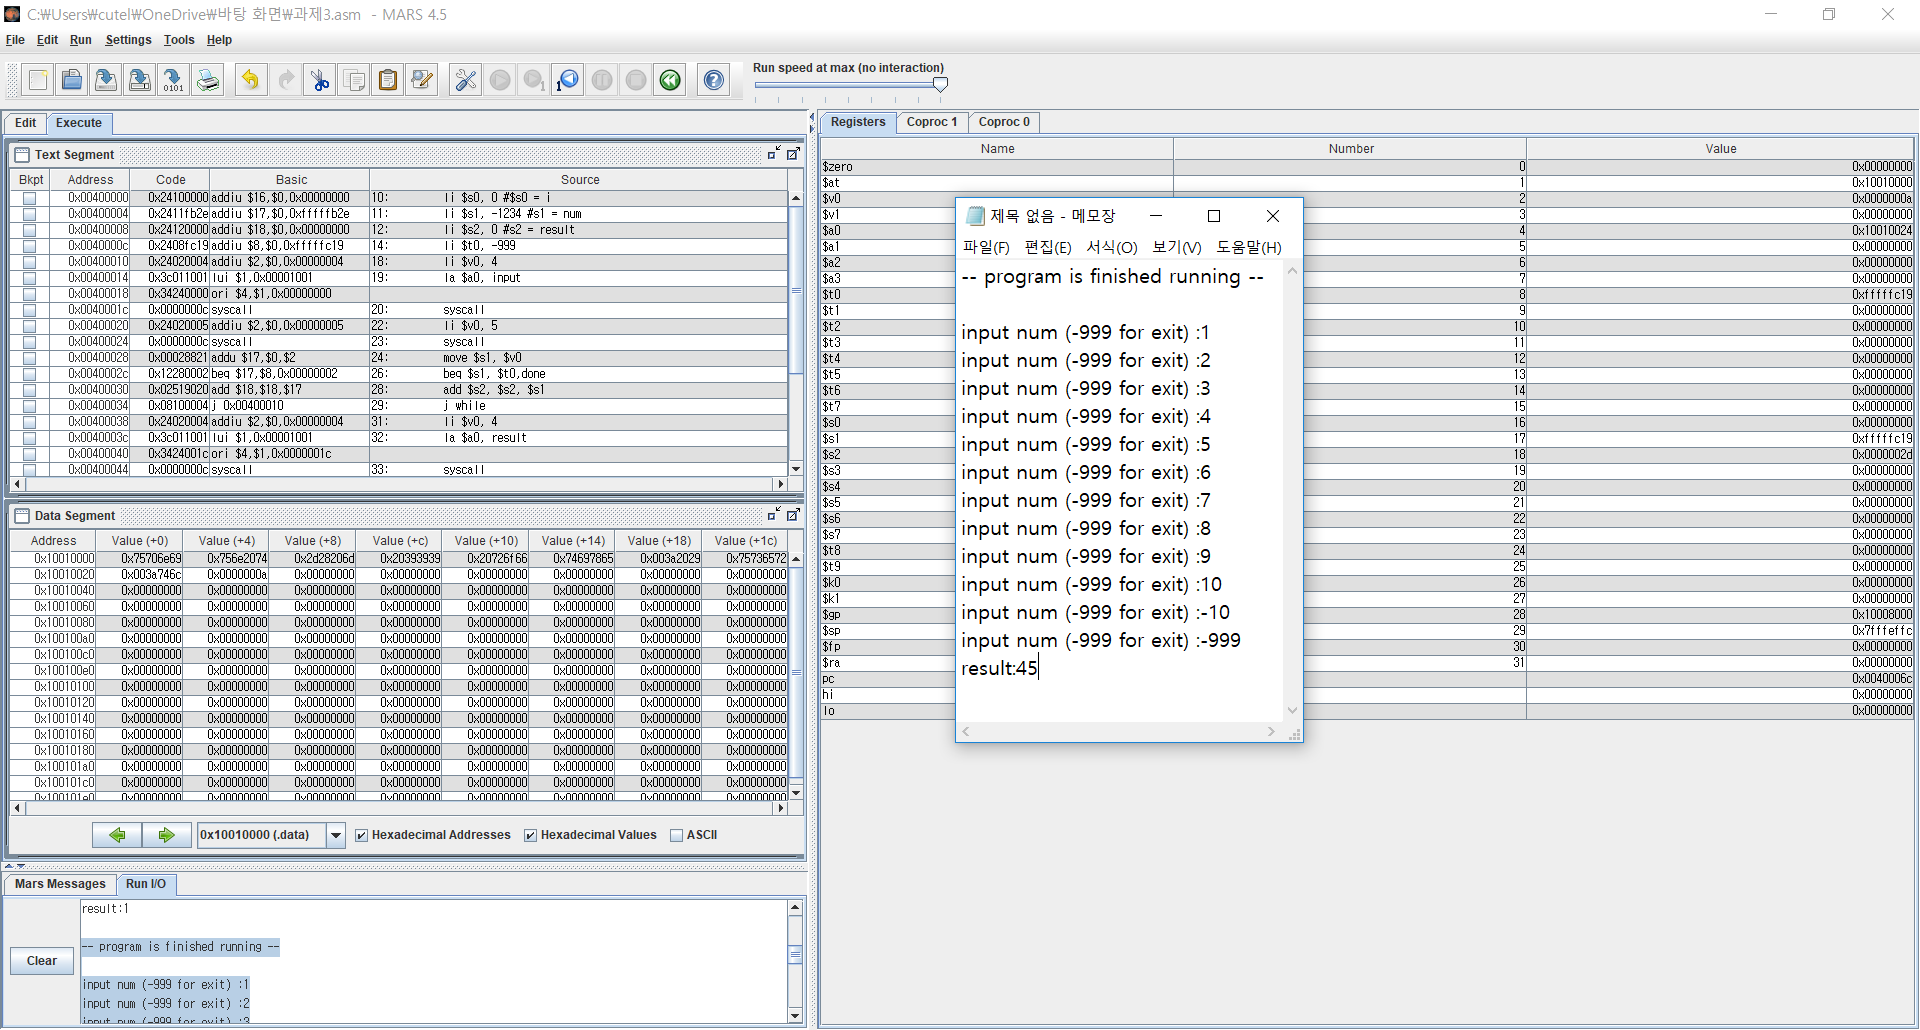 C:￦Users￦cutel￦OneDrive￦바탕 화면￦과제3.asm - MARS 4.5
File Edit Run Settings Tools Help
Run speed at max (no interaction)
Edit Execute
Text Segment
Bkpt Address Code Basic Source
0x00400000 0x24100000 addiu $16,$0,0x00000000 10: li $s0, 0 #$s0 = i
0x00400004 0x2411fb2e addiu $17,$0,0xfffffb2e 11: li $s1, -1234 #s1 = num
0x00400008 0x24120000 addiu $18,$0,0x00000000 12: li $s2, 0 #s2 = result
0x0040000c 0x2408fc19 addiu $8,$0,0xfffffc19 14: li $t0, -999
0x00400010 0x24020004 addiu $2,$0,0x00000004 18: li $v0, 4
0x00400014 0x3c011001 lui $1,0x00001001 19: la $a0, input
0x00400018 0x34240000 ori $4,$1,0x00000000
0x0040001c 0x0000000c syscall 20: syscall
0x00400020 0x24020005 addiu $2,$0,0x00000005 22: li $v0, 5
0x00400024 0x0000000c syscall 23: syscall
0x00400028 0x00028821 addu $17,$0,$2 24: move $s1, $v0
0x0040002c 0x12280002 beq $17,$8,0x00000002 26: beq $s1, $t0,done
0x00400030 0x02519020 add $18,$18,$17 28: add $s2, $s2, $s1
0x00400034 0x08100004 j 0x00400010 29: j while
0x00400038 0x24020004 addiu $2,$0,0x00000004 31: li $v0, 4
0x0040003c 0x3c011001 lui $1,0x00001001 32: la $a0, result
0x00400040 0x3424001c ori $4,$1,0x0000001c
0x00400044 0x0000000c syscall 33: syscall
Data Segment
Address Value (+0) Value (+4) Value (+8) Value (+c) Value (+10) Value (+14) Value (+18) Value (+1c)
0x10010000 0x75706e69 0x756e2074 0x2d28206d 0x20393939 0x20726f66 0x74697865 0x003a2029 0x75736572
0x10010020 0x003a746c 0x0000000a 0x00000000 0x00000000 0x00000000 0x00000000 0x00000000 0x00000000
0x10010040 0x00000000 0x00000000 0x00000000 0x00000000 0x00000000 0x00000000 0x00000000 0x00000000
0x10010060 0x00000000 0x00000000 0x00000000 0x00000000 0x00000000 0x00000000 0x00000000 0x00000000
0x10010080 0x00000000 0x00000000 0x00000000 0x00000000 0x00000000 0x00000000 0x00000000 0x00000000
0x100100a0 0x00000000 0x00000000 0x00000000 0x00000000 0x00000000 0x00000000 0x00000000 0x00000000
0x100100c0 0x00000000 0x00000000 0x00000000 0x00000000 0x00000000 0x00000000 0x00000000 0x00000000
0x100100e0 0x00000000 0x00000000 0x00000000 0x00000000 0x00000000 0x00000000 0x00000000 0x00000000
0x10010100 0x00000000 0x00000000 0x00000000 0x00000000 0x00000000 0x00000000 0x00000000 0x00000000
0x10010120 0x00000000 0x00000000 0x00000000 0x00000000 0x00000000 0x00000000 0x00000000 0x00000000
0x10010140 0x00000000 0x00000000 0x00000000 0x00000000 0x00000000 0x00000000 0x00000000 0x00000000
0x10010160 0x00000000 0x00000000 0x00000000 0x00000000 0x00000000 0x00000000 0x00000000 0x00000000
0x10010180 0x00000000 0x00000000 0x00000000 0x00000000 0x00000000 0x00000000 0x00000000 0x00000000
0x100101a0 0x00000000 0x00000000 0x00000000 0x00000000 0x00000000 0x00000000 0x00000000 0x00000000
0x100101c0 0x00000000 0x00000000 0x00000000 0x00000000 0x00000000 0x00000000 0x00000000 0x00000000
0x100101e0 0x00000000 0x00000000 0x00000000 0x00000000 0x00000000 0x00000000 0x00000000 0x00000000
0x10010000 (.data) Hexadecimal Addresses Hexadecimal Values ASCII
Mars Messages Run I/O
Clear
result:1
-- program is finished running --
input num (-999 for exit) :1
input num (-999 for exit) :2
input num (-999 for exit) :3
Registers Coproc 1 Coproc 0
Name Number Value
$zero 0 0x00000000
$at 1 0x10010000
$v0 2 0x0000000a
$v1 3 0x00000000
$a0 4 0x10010024
$a1 5 0x00000000
$a2 6 0x00000000
$a3 7 0x00000000
$t0 8 0xfffffc19
$t1 9 0x00000000
$t2 10 0x00000000
$t3 11 0x00000000
$t4 12 0x00000000
$t5 13 0x00000000
$t6 14 0x00000000
$t7 15 0x00000000
$s0 16 0x00000000
$s1 17 0xfffffc19
$s2 18 0x0000002d
$s3 19 0x00000000
$s4 20 0x00000000
$s5 21 0x00000000
$s6 22 0x00000000
$s7 23 0x00000000
$t8 24 0x00000000
$t9 25 0x00000000
$k0 26 0x00000000
$k1 27 0x00000000
$gp 28 0x10008000
$sp 29 0x7fffeffc
$fp 30 0x00000000
$ra 31 0x00000000
pc 0x0040006c
hi 0x00000000
lo 0x00000000
제목 없음 - 메모장
파일(F) 편집(E) 서식(O) 보기(V) 도움말(H)
-- program is finished running --
input num (-999 for exit) :1
input num (-999 for exit) :2
input num (-999 for exit) :3
input num (-999 for exit) :4
input num (-999 for exit) :5
input num (-999 for exit) :6
input num (-999 for exit) :7
input num (-999 for exit) :8
input num (-999 for exit) :9
input num (-999 for exit) :10
input num (-999 for exit) :-10
input num (-999 for exit) :-999
result:45